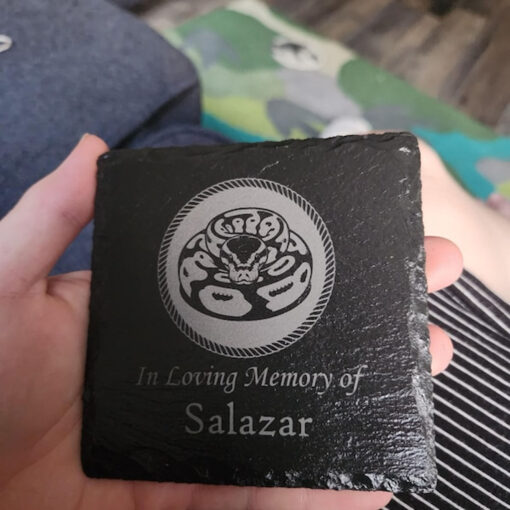 In Loving Memory of
Salazar